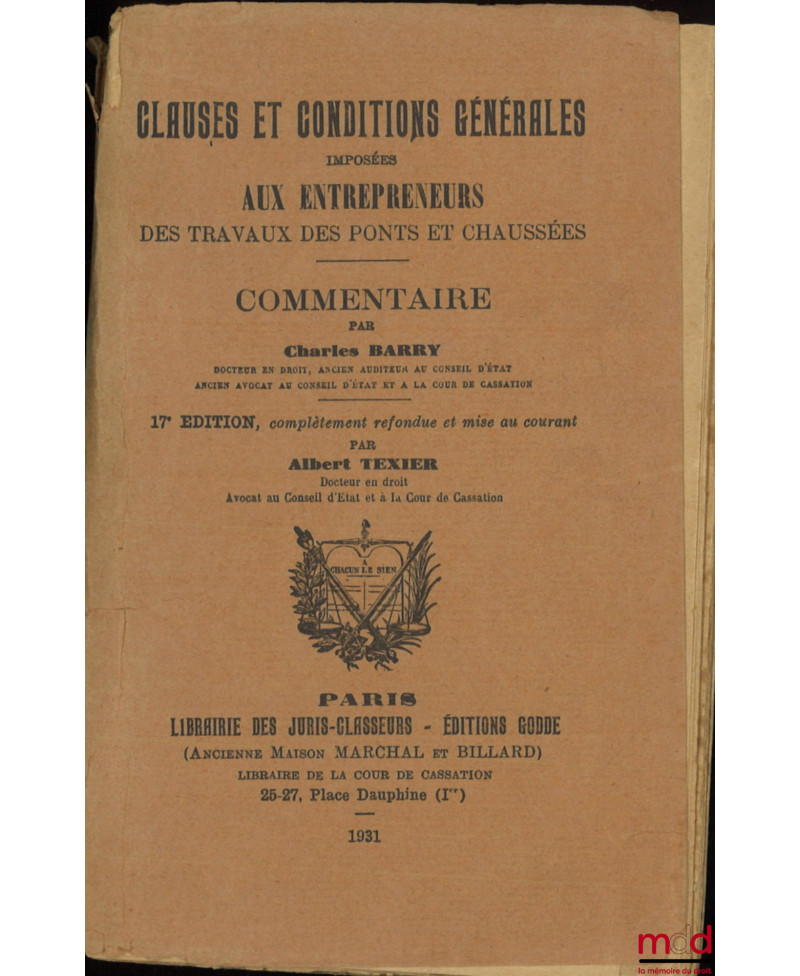 CLAUSES ET CONDITIONS GÉNÉRALES
IMPOSÉES
AUX ENTREPRENEURS
DES TRAVAUX DES PONTS ET CHAUSSÉES
COMMENTAIRE
PAR
Charles BARRY
DOCTEUR EN DROIT, ANCIEN AUDITEUR AU CONSEIL D'ÉTAT
ANCIEN AVOCAT AU CONSEIL D'ÉTAT ET A LA COUR DE CASSATION
17e EDITION, complètement refondue et mise au courant
PAR
Albert TEXIER
Docteur en droit
Avocat au Conseil d'Etat et à la Cour de Cassation
A
CHACUN LE SIEN
PARIS
LIBRAIRIE DES JURIS-CLASSEURS - ÉDITIONS GODDE
(ANCIENNE MAISON MARCHAL ET BILLARD)
LIBRAIRE DE LA COUR DE CASSATION
25-27, Place Dauphine (Ier)
1931
mdd
la mémoire du droit